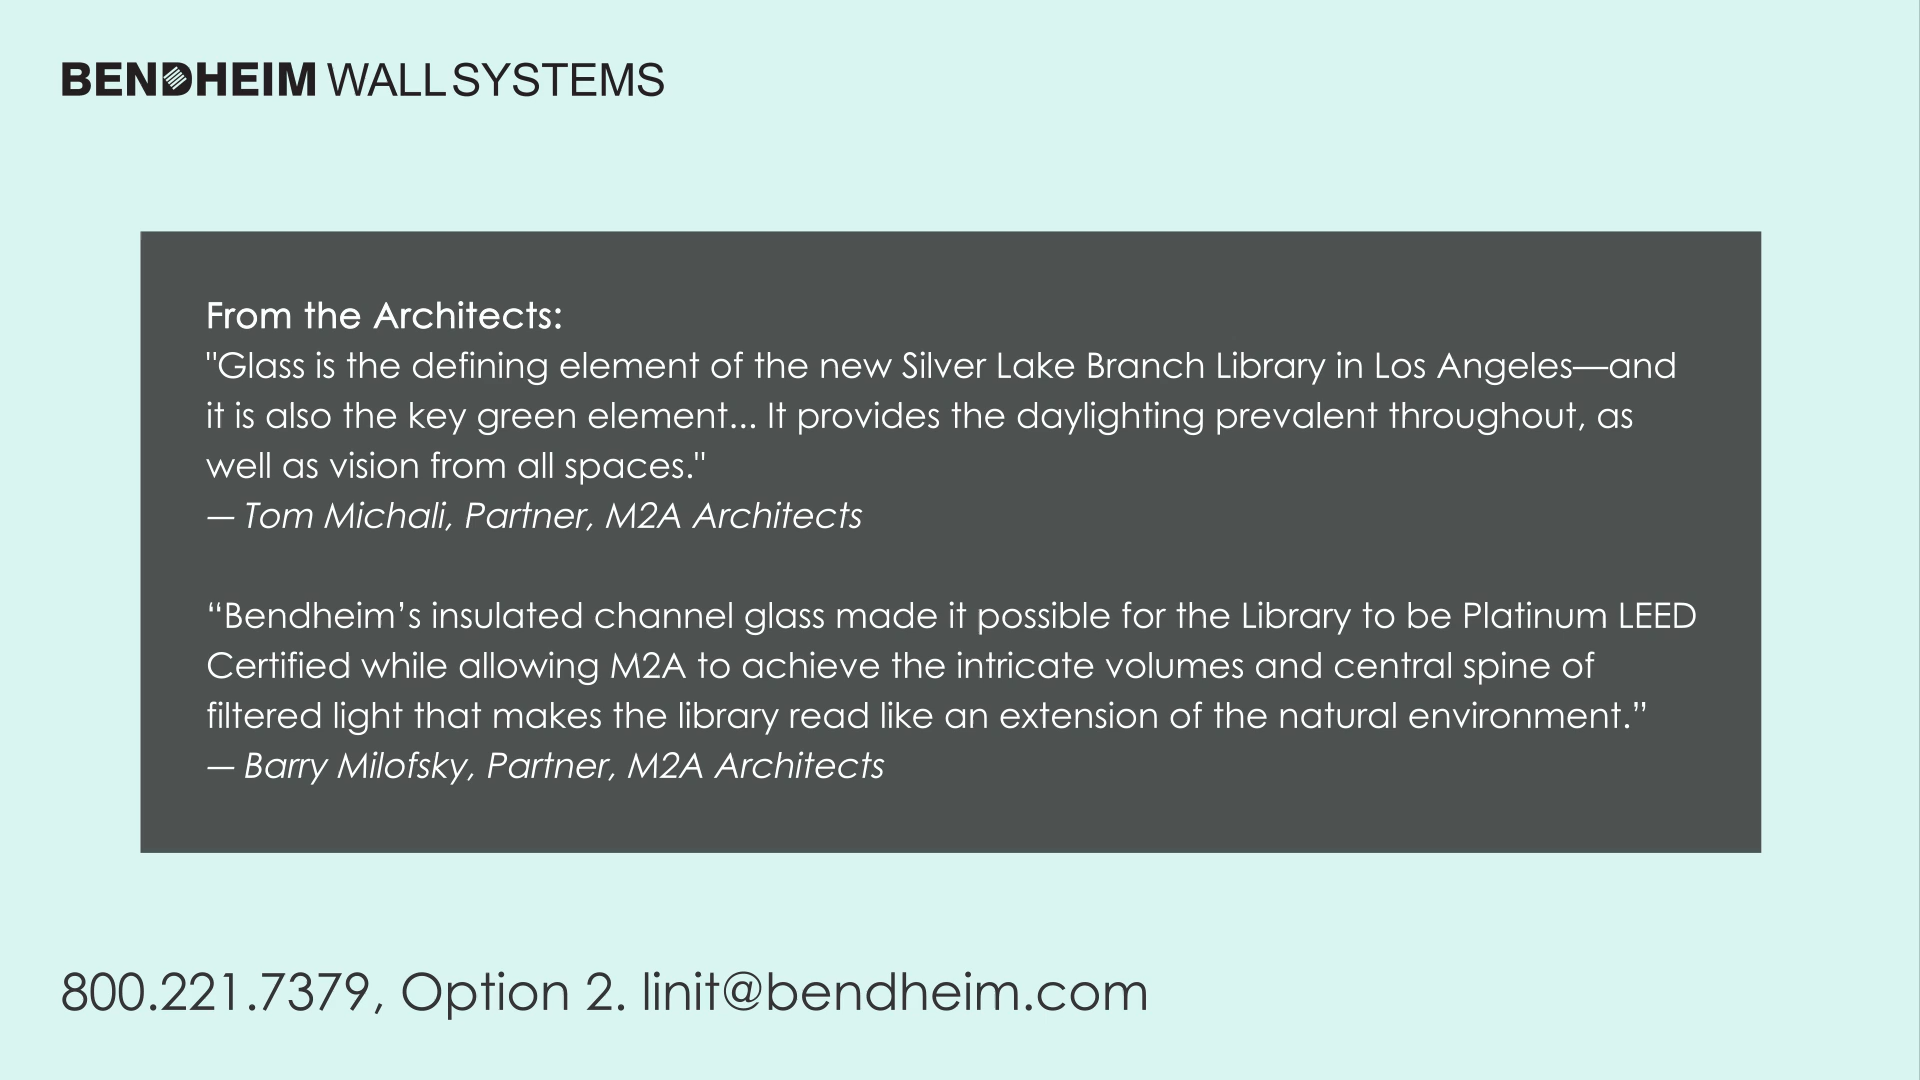 BENDHEIM WALL SYSTEMS
From the Architects:
"Glass is the defining element of the new Silver Lake Branch Library in Los Angeles—and
it is also the key green element... It provides the daylighting prevalent throughout, as
well as vision from all spaces."
— Tom Michali, Partner, M2A Architects
“Bendheim’s insulated channel glass made it possible for the Library to be Platinum LEED
Certified while allowing M2A to achieve the intricate volumes and central spine of
filtered light that makes the library read like an extension of the natural environment.”
— Barry Milofsky, Partner, M2A Architects
800.221.7379, Option 2. linit@bendheim.com